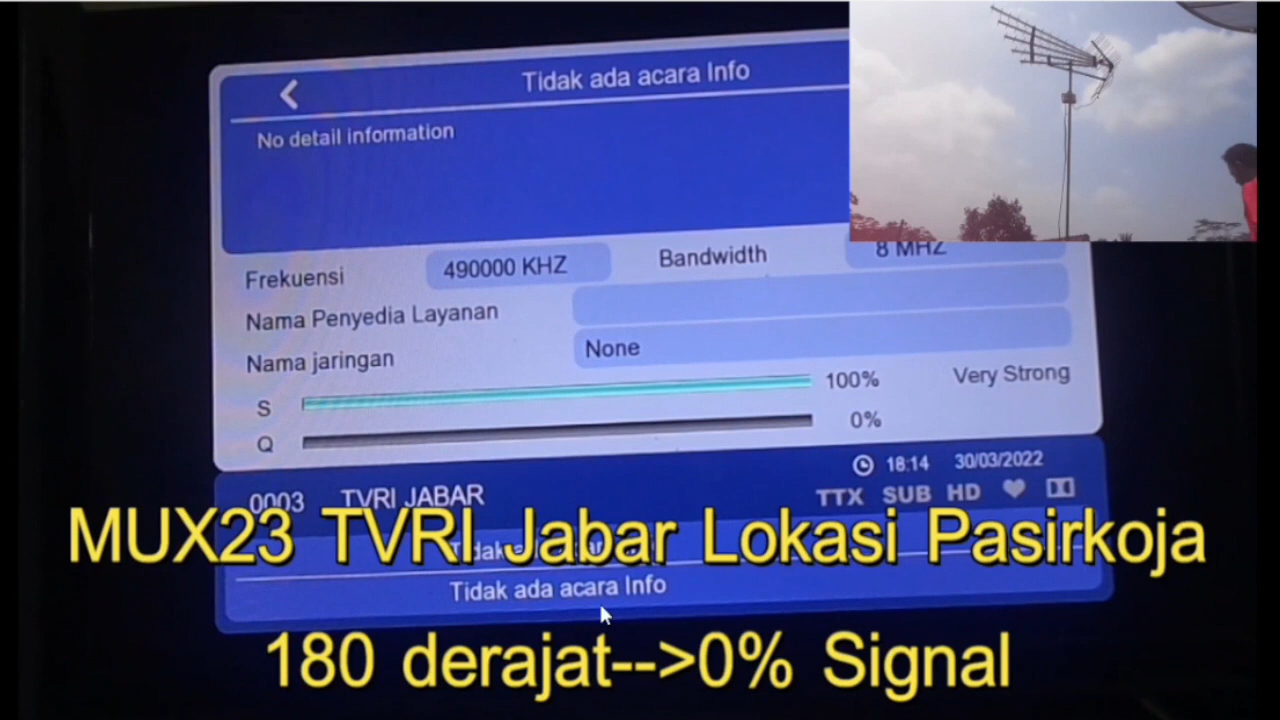 Tidak ada acara Info
No detail information
Frekuensi 490000 KHZ Bandwidth 8 MHZ
Nama Penyedia Layanan
Nama jaringan None
S 100% Very Strong
Q 0%
18:14 30/03/2022
0003 TVRI JABAR TTX SUB HD
MUX23 TVRI Jabar Lokasi Pasirkoja
Tidak ada acara Info
180 derajat-->0% Signal